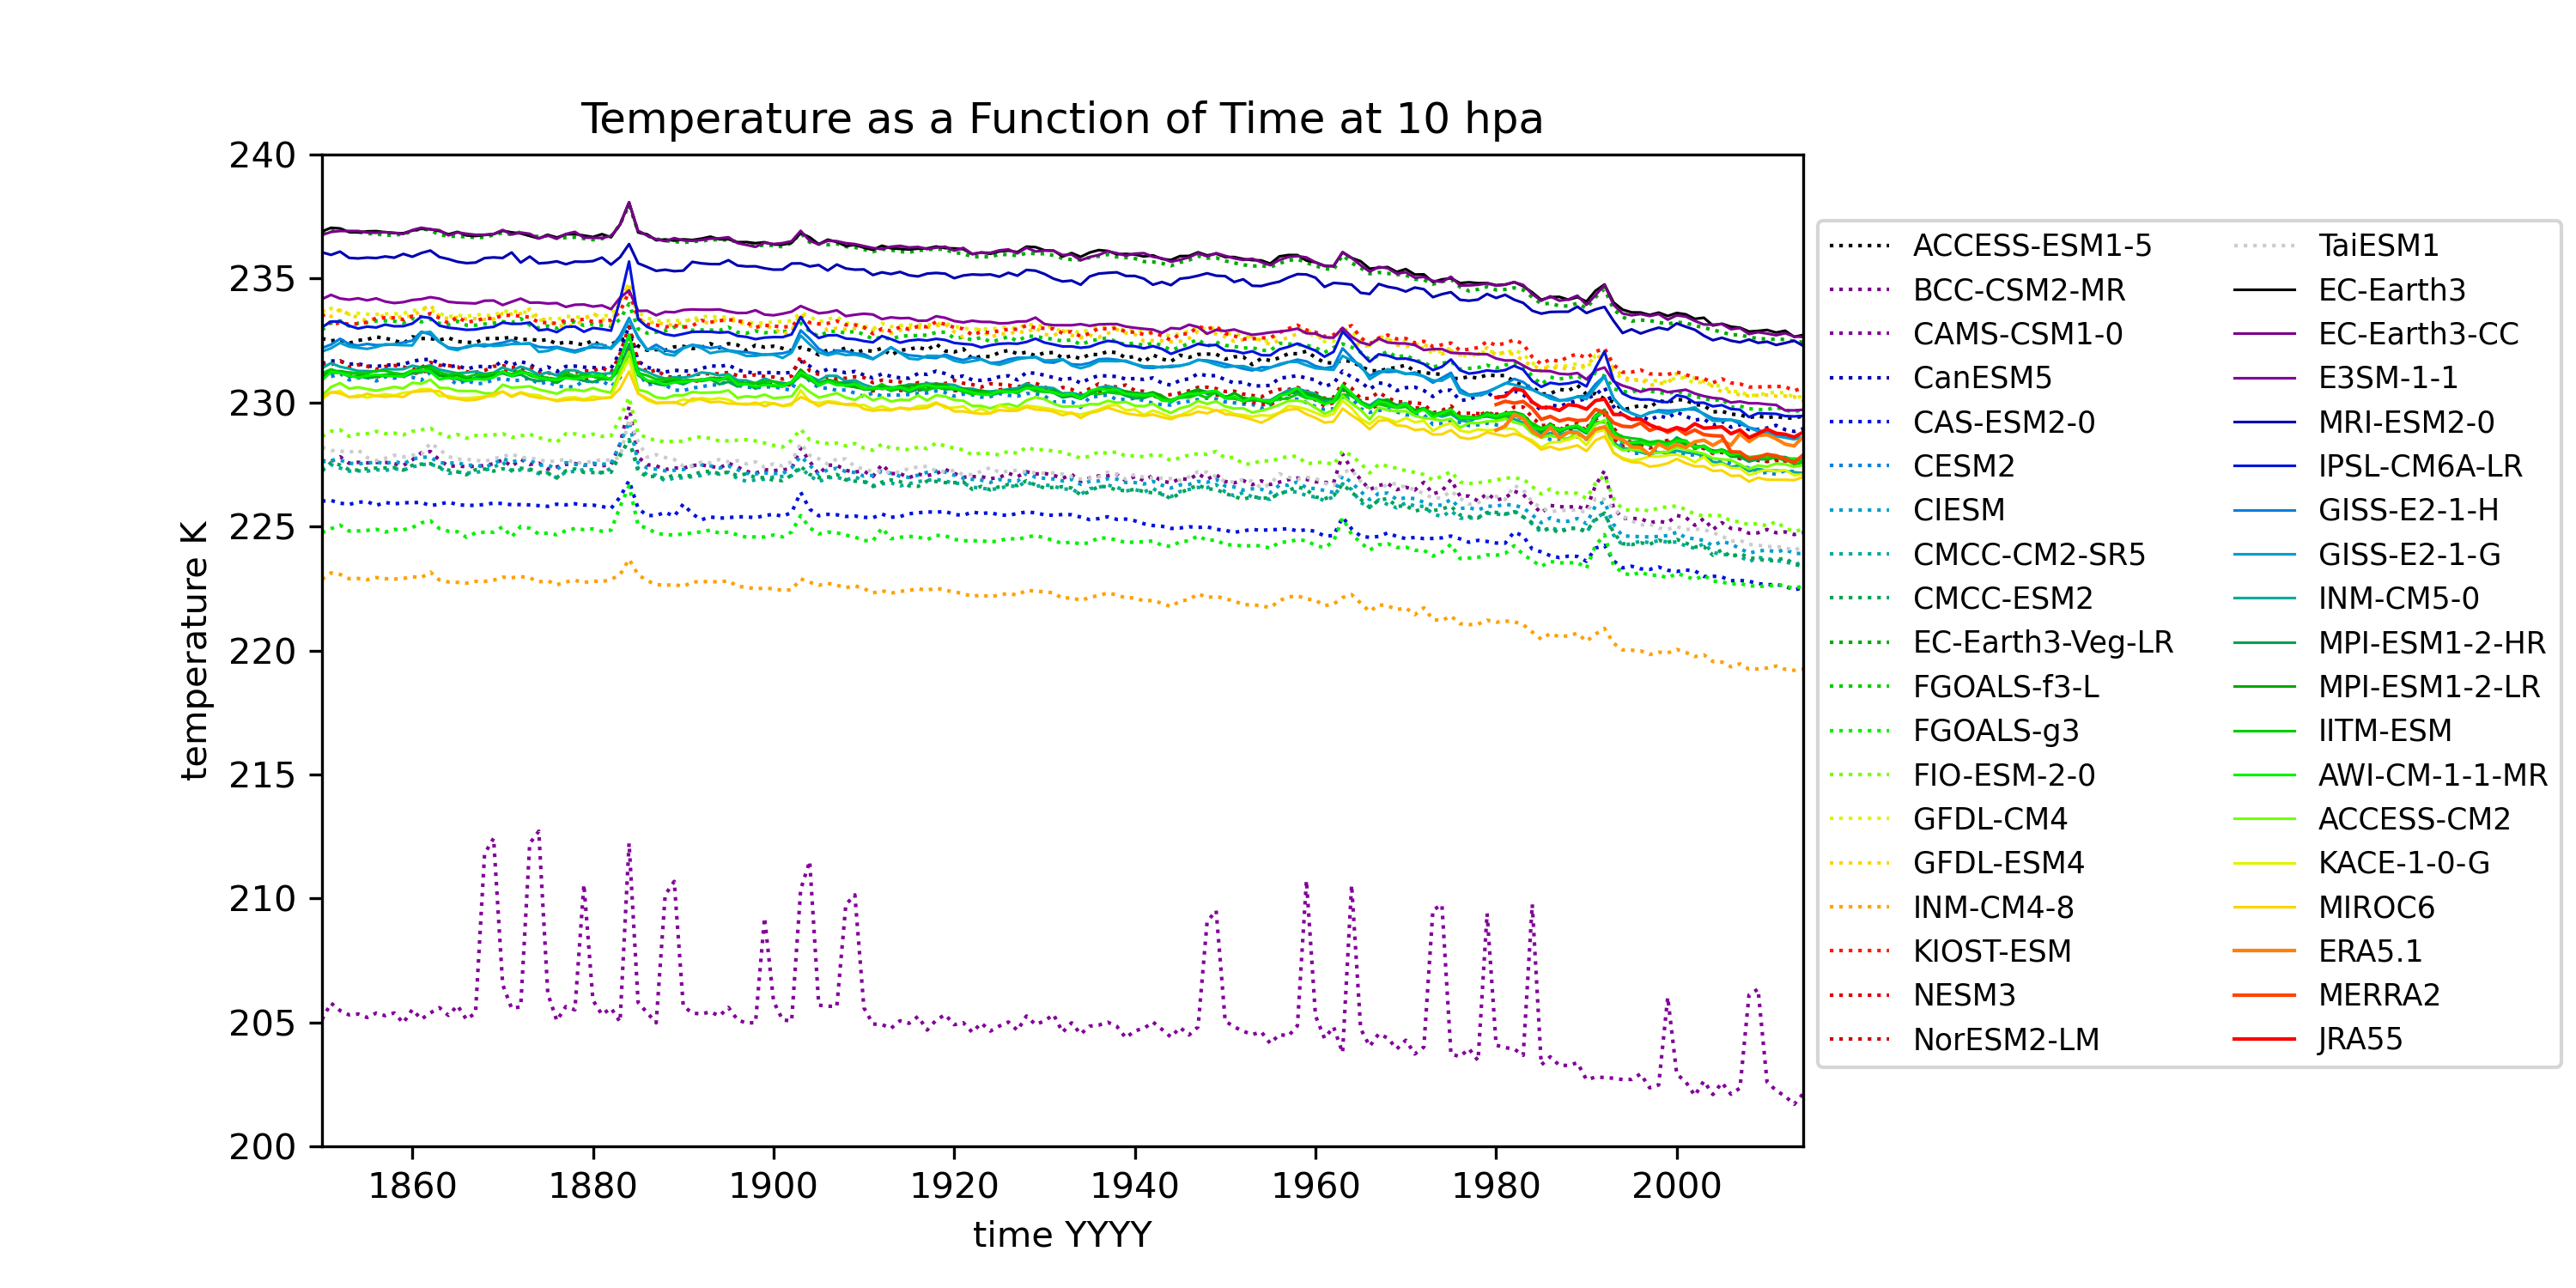 Temperature as a Function of Time at 10 hpa
temperature K
240
235
230
225
220
215
210
205
200
1860 1880 1900 1920 1940 1960 1980 2000
time YYYY
ACCESS-ESM1-5
BCC-CSM2-MR
CAMS-CSM1-0
CanESM5
CAS-ESM2-0
CESM2
CIESM
CMCC-CM2-SR5
CMCC-ESM2
EC-Earth3-Veg-LR
FGOALS-f3-L
FGOALS-g3
FIO-ESM-2-0
GFDL-CM4
GFDL-ESM4
INM-CM4-8
KIOST-ESM
NESM3
NorESM2-LM
TaiESM1
EC-Earth3
EC-Earth3-CC
E3SM-1-1
MRI-ESM2-0
IPSL-CM6A-LR
GISS-E2-1-H
GISS-E2-1-G
INM-CM5-0
MPI-ESM1-2-HR
MPI-ESM1-2-LR
IITM-ESM
AWI-CM-1-1-MR
ACCESS-CM2
KACE-1-0-G
MIROC6
ERA5.1
MERRA2
JRA55